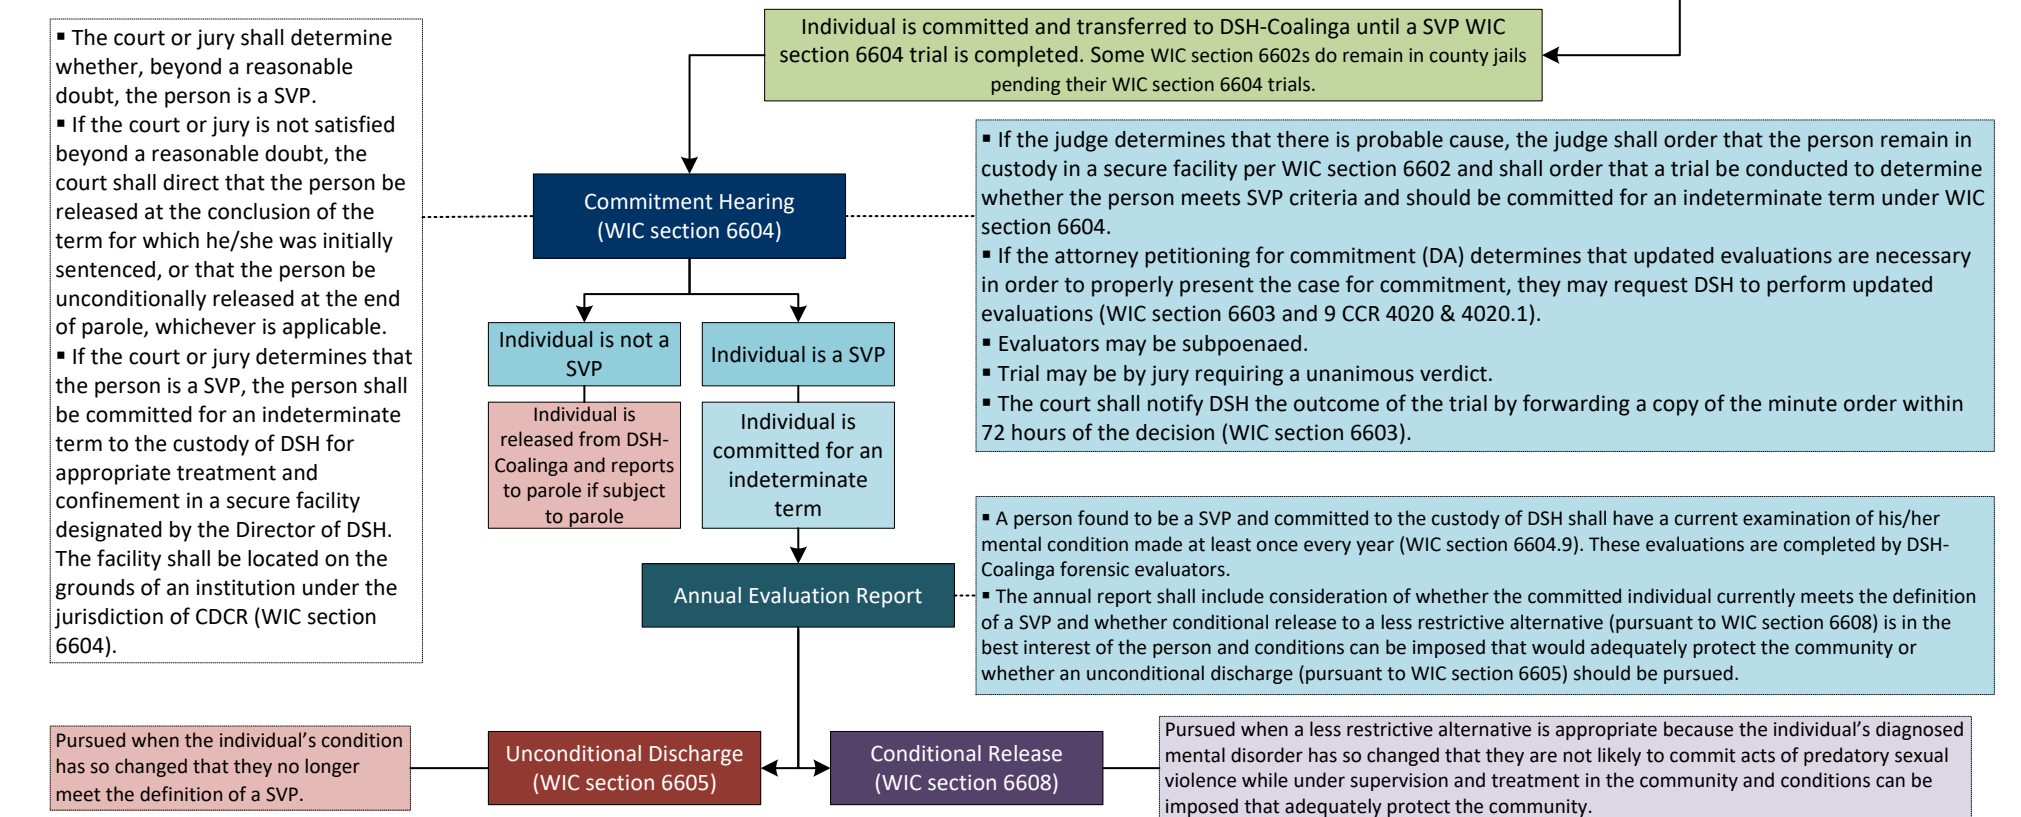 Individual is committed and transferred to DSH-Coalinga until a SVP WIC
section 6604 trial is completed. Some WIC section 6602s do remain in county jails
pending their WIC section 6604 trials.
▪ The court or jury shall determine
whether, beyond a reasonable
doubt, the person is a SVP.
▪ If the court or jury is not satisfied
beyond a reasonable doubt, the
court shall direct that the person be
released at the conclusion of the
term for which he/she was initially
sentenced, or that the person be
unconditionally released at the end
of parole, whichever is applicable.
▪ If the court or jury determines that
the person is a SVP, the person shall
be committed for an indeterminate
term to the custody of DSH for
appropriate treatment and
confinement in a secure facility
designated by the Director of DSH.
The facility shall be located on the
grounds of an institution under the
jurisdiction of CDCR (WIC section
6604).
Commitment Hearing
(WIC section 6604)
▪ If the judge determines that there is probable cause, the judge shall order that the person remain in
custody in a secure facility per WIC section 6602 and shall order that a trial be conducted to determine
whether the person meets SVP criteria and should be committed for an indeterminate term under WIC
section 6604.
▪ If the attorney petitioning for commitment (DA) determines that updated evaluations are necessary
in order to properly present the case for commitment, they may request DSH to perform updated
evaluations (WIC section 6603 and 9 CCR 4020 & 4020.1).
▪ Evaluators may be subpoenaed.
▪ Trial may be by jury requiring a unanimous verdict.
▪ The court shall notify DSH the outcome of the trial by forwarding a copy of the minute order within
72 hours of the decision (WIC section 6603).
Individual is not a
SVP
Individual is a SVP
Individual is
released from DSH-
Coalinga and reports
to parole if subject
to parole
Individual is
committed for an
indeterminate
term
Annual Evaluation Report
▪ A person found to be a SVP and committed to the custody of DSH shall have a current examination of his/her
mental condition made at least once every year (WIC section 6604.9). These evaluations are completed by DSH-
Coalinga forensic evaluators.
▪ The annual report shall include consideration of whether the committed individual currently meets the definition
of a SVP and whether conditional release to a less restrictive alternative (pursuant to WIC section 6608) is in the
best interest of the person and conditions can be imposed that would adequately protect the community or
whether an unconditional discharge (pursuant to WIC section 6605) should be pursued.
Pursued when the individual’s condition
has so changed that they no longer
meet the definition of a SVP.
Unconditional Discharge
(WIC section 6605)
Conditional Release
(WIC section 6608)
Pursued when a less restrictive alternative is appropriate because the individual’s diagnosed
mental disorder has so changed that they are not likely to commit acts of predatory sexual
violence while under supervision and treatment in the community and conditions can be
imposed that adequately protect the community.